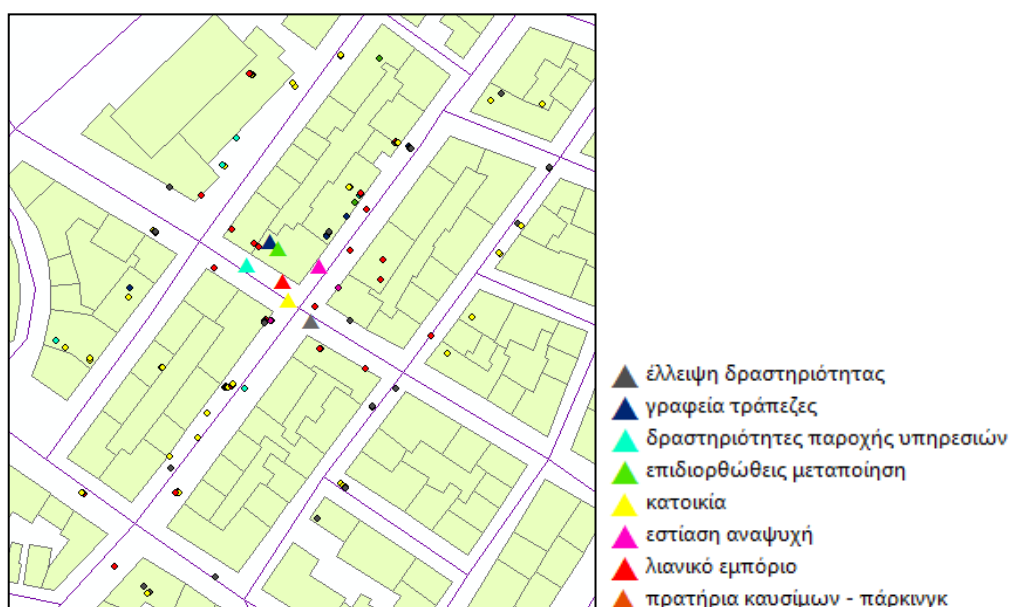 έλλειψη δραστηριότητας
γραφεία τράπεζες
δραστηριότητες παροχής υπηρεσιών
επιδιορθώθεις μεταποίηση
κατοικία
εστίαση αναψυχή
λιανικό εμπόριο
πρατήρια καυσίμων - πάρκινγκ